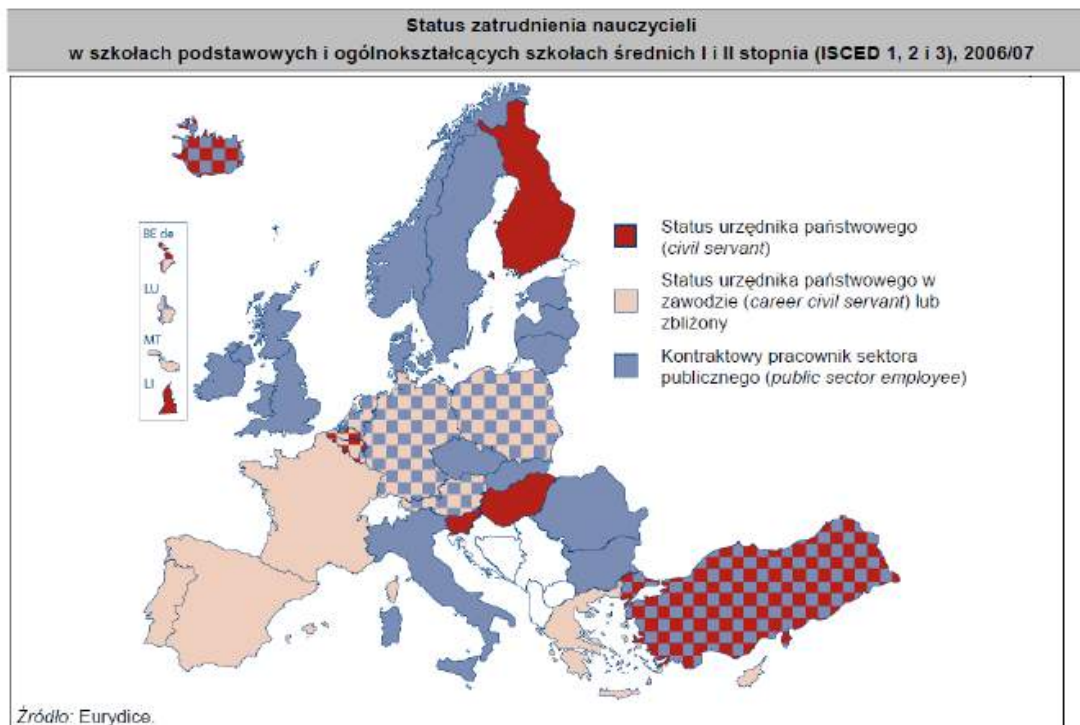 Status zatrudnienia nauczycieli
w szkołach podstawowych i ogólnokształcących szkołach średnich I i II stopnia (ISCED 1, 2 i 3), 2006/07
BE de
LU
MT
LI
Status urzędnika państwowego
(civil servant)
Status urzędnika państwowego w
zawodzie (career civil servant) lub
zbliżony
Kontraktowy pracownik sektora
publicznego (public sector employee)
Źródło: Eurydice.